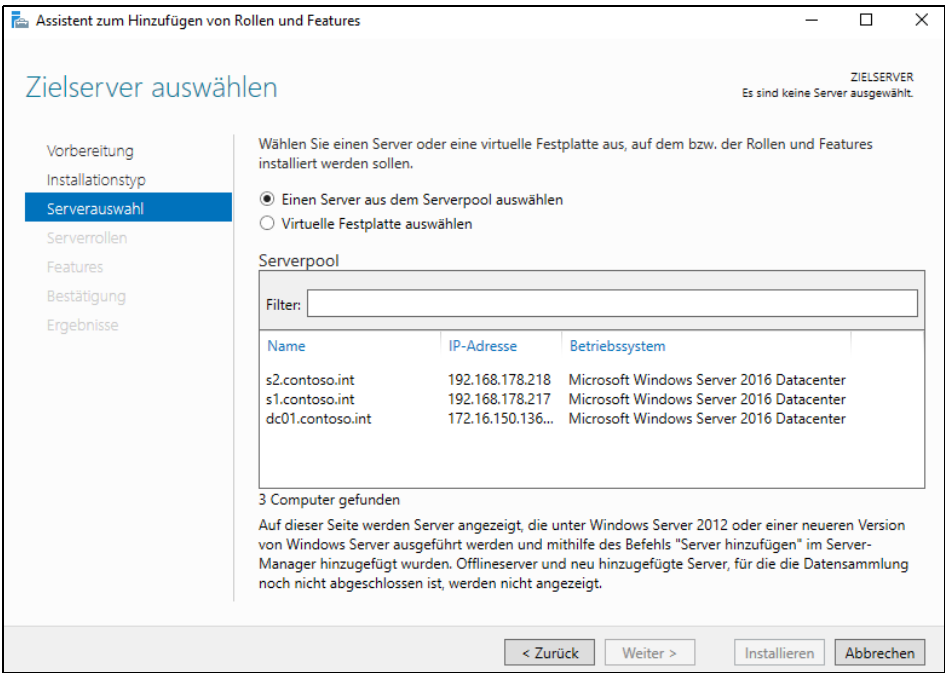 Assistent zum Hinzufügen von Rollen und Features
Zielserver auswählen
ZIELSERVER
Es sind keine Server ausgewählt.
Vorbereitung
Installationstyp
Serverauswahl
Serverrollen
Features
Bestätigung
Ergebnisse
Wählen Sie einen Server oder eine virtuelle Festplatte aus, auf dem bzw. der Rollen und Features
installiert werden sollen.
Einen Server aus dem Serverpool auswählen
Virtuelle Festplatte auswählen
Serverpool
Filter:
Name IP-Adresse Betriebssystem
s2.contoso.int 192.168.178.218 Microsoft Windows Server 2016 Datacenter
s1.contoso.int 192.168.178.217 Microsoft Windows Server 2016 Datacenter
dc01.contoso.int 172.16.150.136... Microsoft Windows Server 2016 Datacenter
3 Computer gefunden
Auf dieser Seite werden Server angezeigt, die unter Windows Server 2012 oder einer neueren Version
von Windows Server ausgeführt werden und mithilfe des Befehls "Server hinzufügen" im Server-
Manager hinzugefügt wurden. Offlineserver und neu hinzugefügte Server, für die die Datensammlung
noch nicht abgeschlossen ist, werden nicht angezeigt.
< Zurück Weiter > Installieren Abbrechen